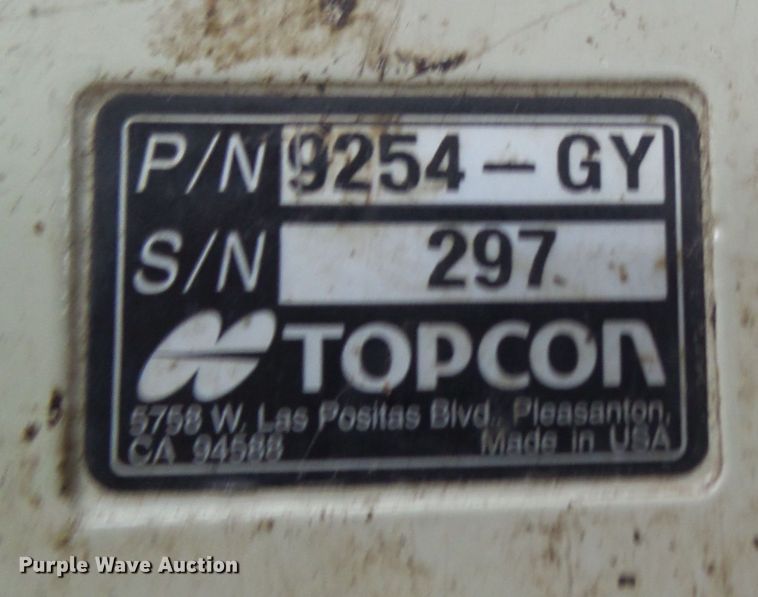 P/N 9254-GY
S/N 297
TOPCON
5758 W. Las Positas Blvd., Pleasanton,
CA 94588 Made in USA
Purple Wave Auction